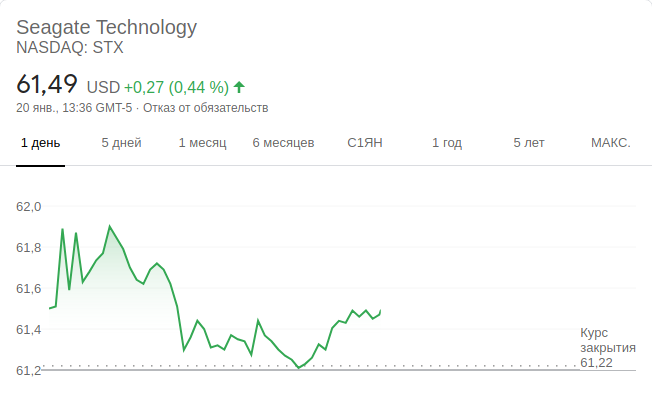 Seagate Technology
NASDAQ: STX
61,49 USD +0,27 (0,44 %)
20 янв., 13:36 GMT-5 · Отказ от обязательств
1 день 5 дней 1 месяц 6 месяцев С1ЯН 1 год 5 лет МАКС.
62,0
61,8
61,6
61,4
61,2
Курс
закрытия
61,22